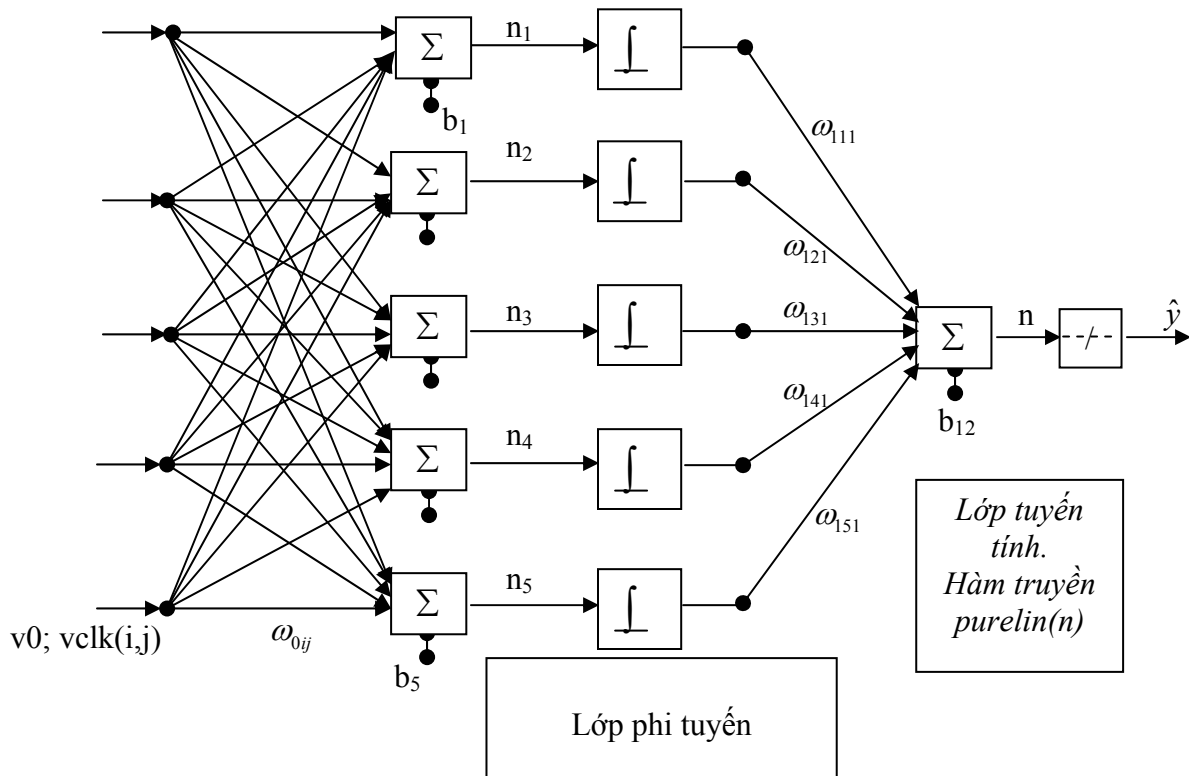 Σ
n₁
b₁
ω₁₁₁
Σ
n₂
ω₁₂₁
Σ
n₃
ω₁₃₁
Σ
n
ŷ
b₁₂
Σ
n₄
ω₁₄₁
ω₁₅₁
Σ
n₅
b₅
v0; vclk(i,j)
ω₀ᵢⱼ
Lớp phi tuyến
Lớp tuyến
tính.
Hàm truyền
purelin(n)